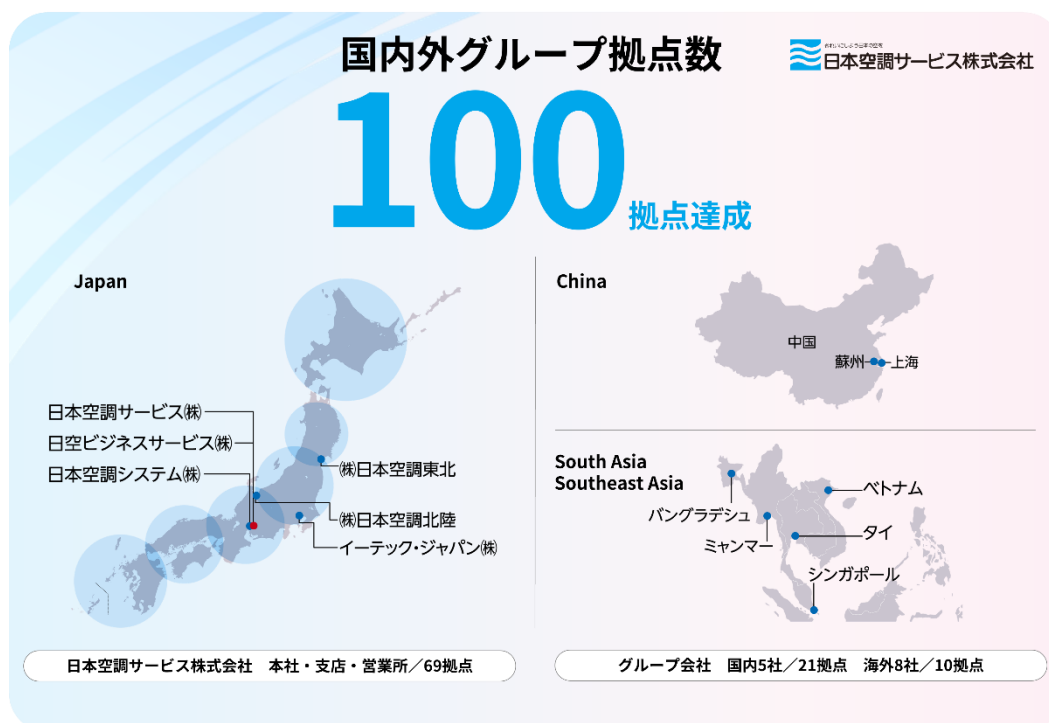 国内外グループ拠点数
日本空調サービス株式会社
100
拠点達成
Japan
日本空調サービス㈱
日空ビジネスサービス㈱
日本空調システム㈱
㈱日本空調東北
㈱日本空調北陸
イーテック・ジャパン㈱
日本空調サービス株式会社　本社・支店・営業所／69拠点
China
中国
蘇州
上海
South Asia
Southeast Asia
バングラデシュ
ミャンマー
ベトナム
タイ
シンガポール
グループ会社　国内5社／21拠点　海外8社／10拠点